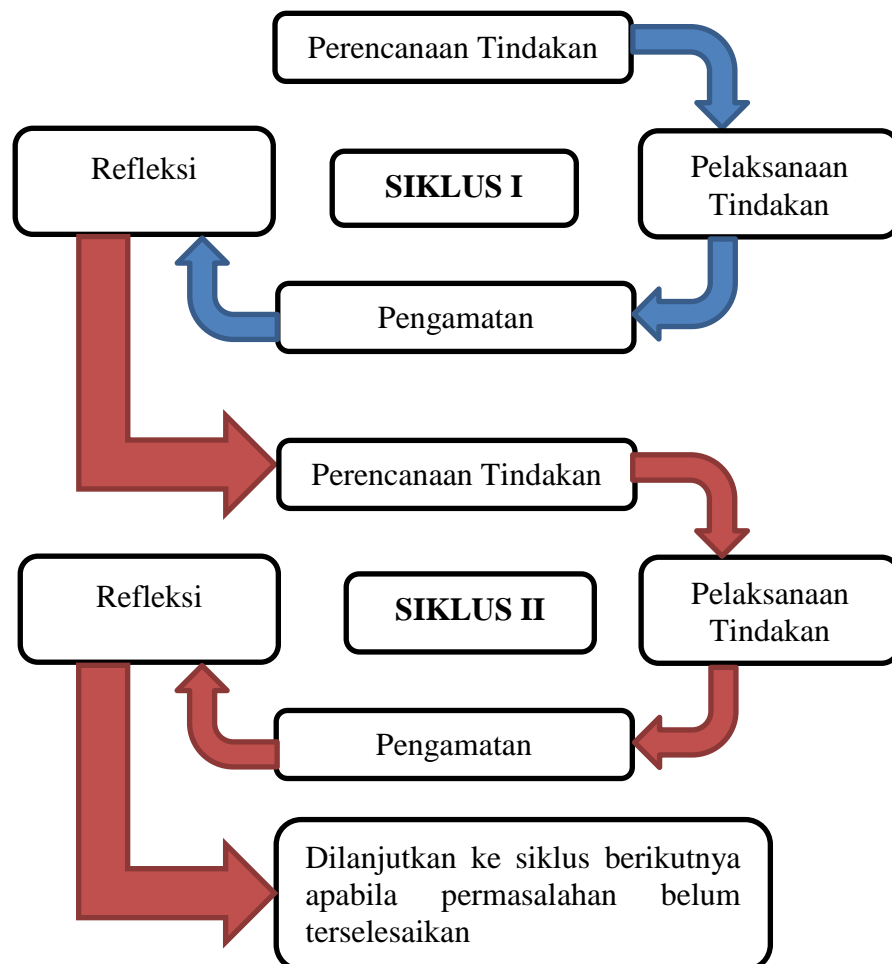 Perencanaan Tindakan
Refleksi
SIKLUS I
Pelaksanaan
Tindakan
Pengamatan
Perencanaan Tindakan
Refleksi
SIKLUS II
Pelaksanaan
Tindakan
Pengamatan
Dilanjutkan ke siklus berikutnya
apabila permasalahan belum
terselesaikan